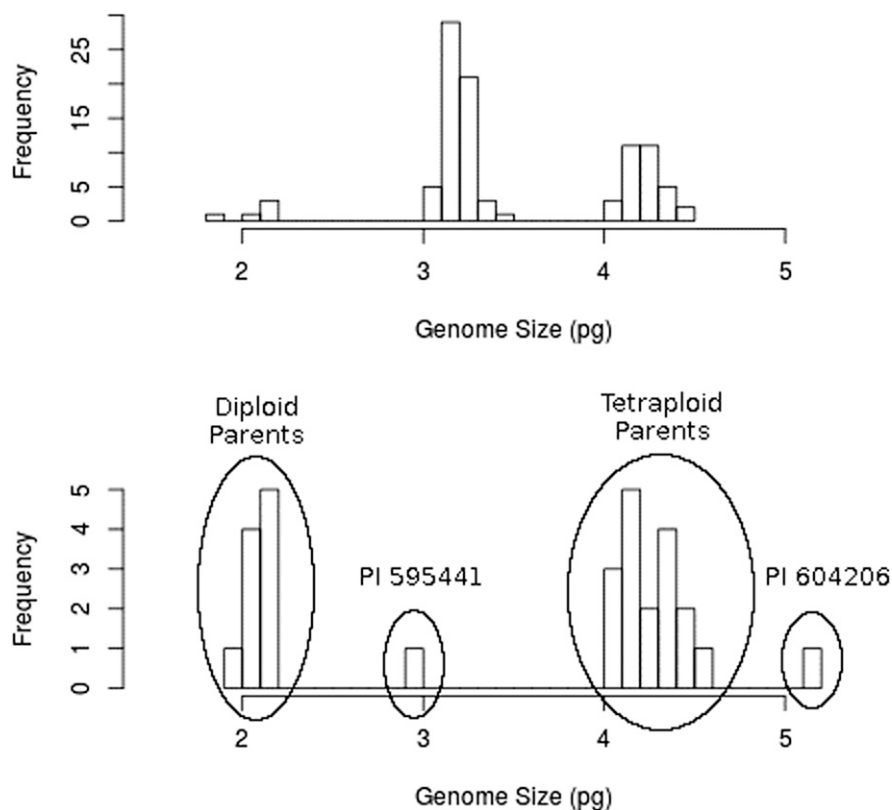 Frequency
25
15
5
0
2 3 4 5
Genome Size (pg)
Diploid
Parents
Tetraploid
Parents
PI 595441
PI 604206
Frequency
5
4
3
2
1
0
2 3 4 5
Genome Size (pg)